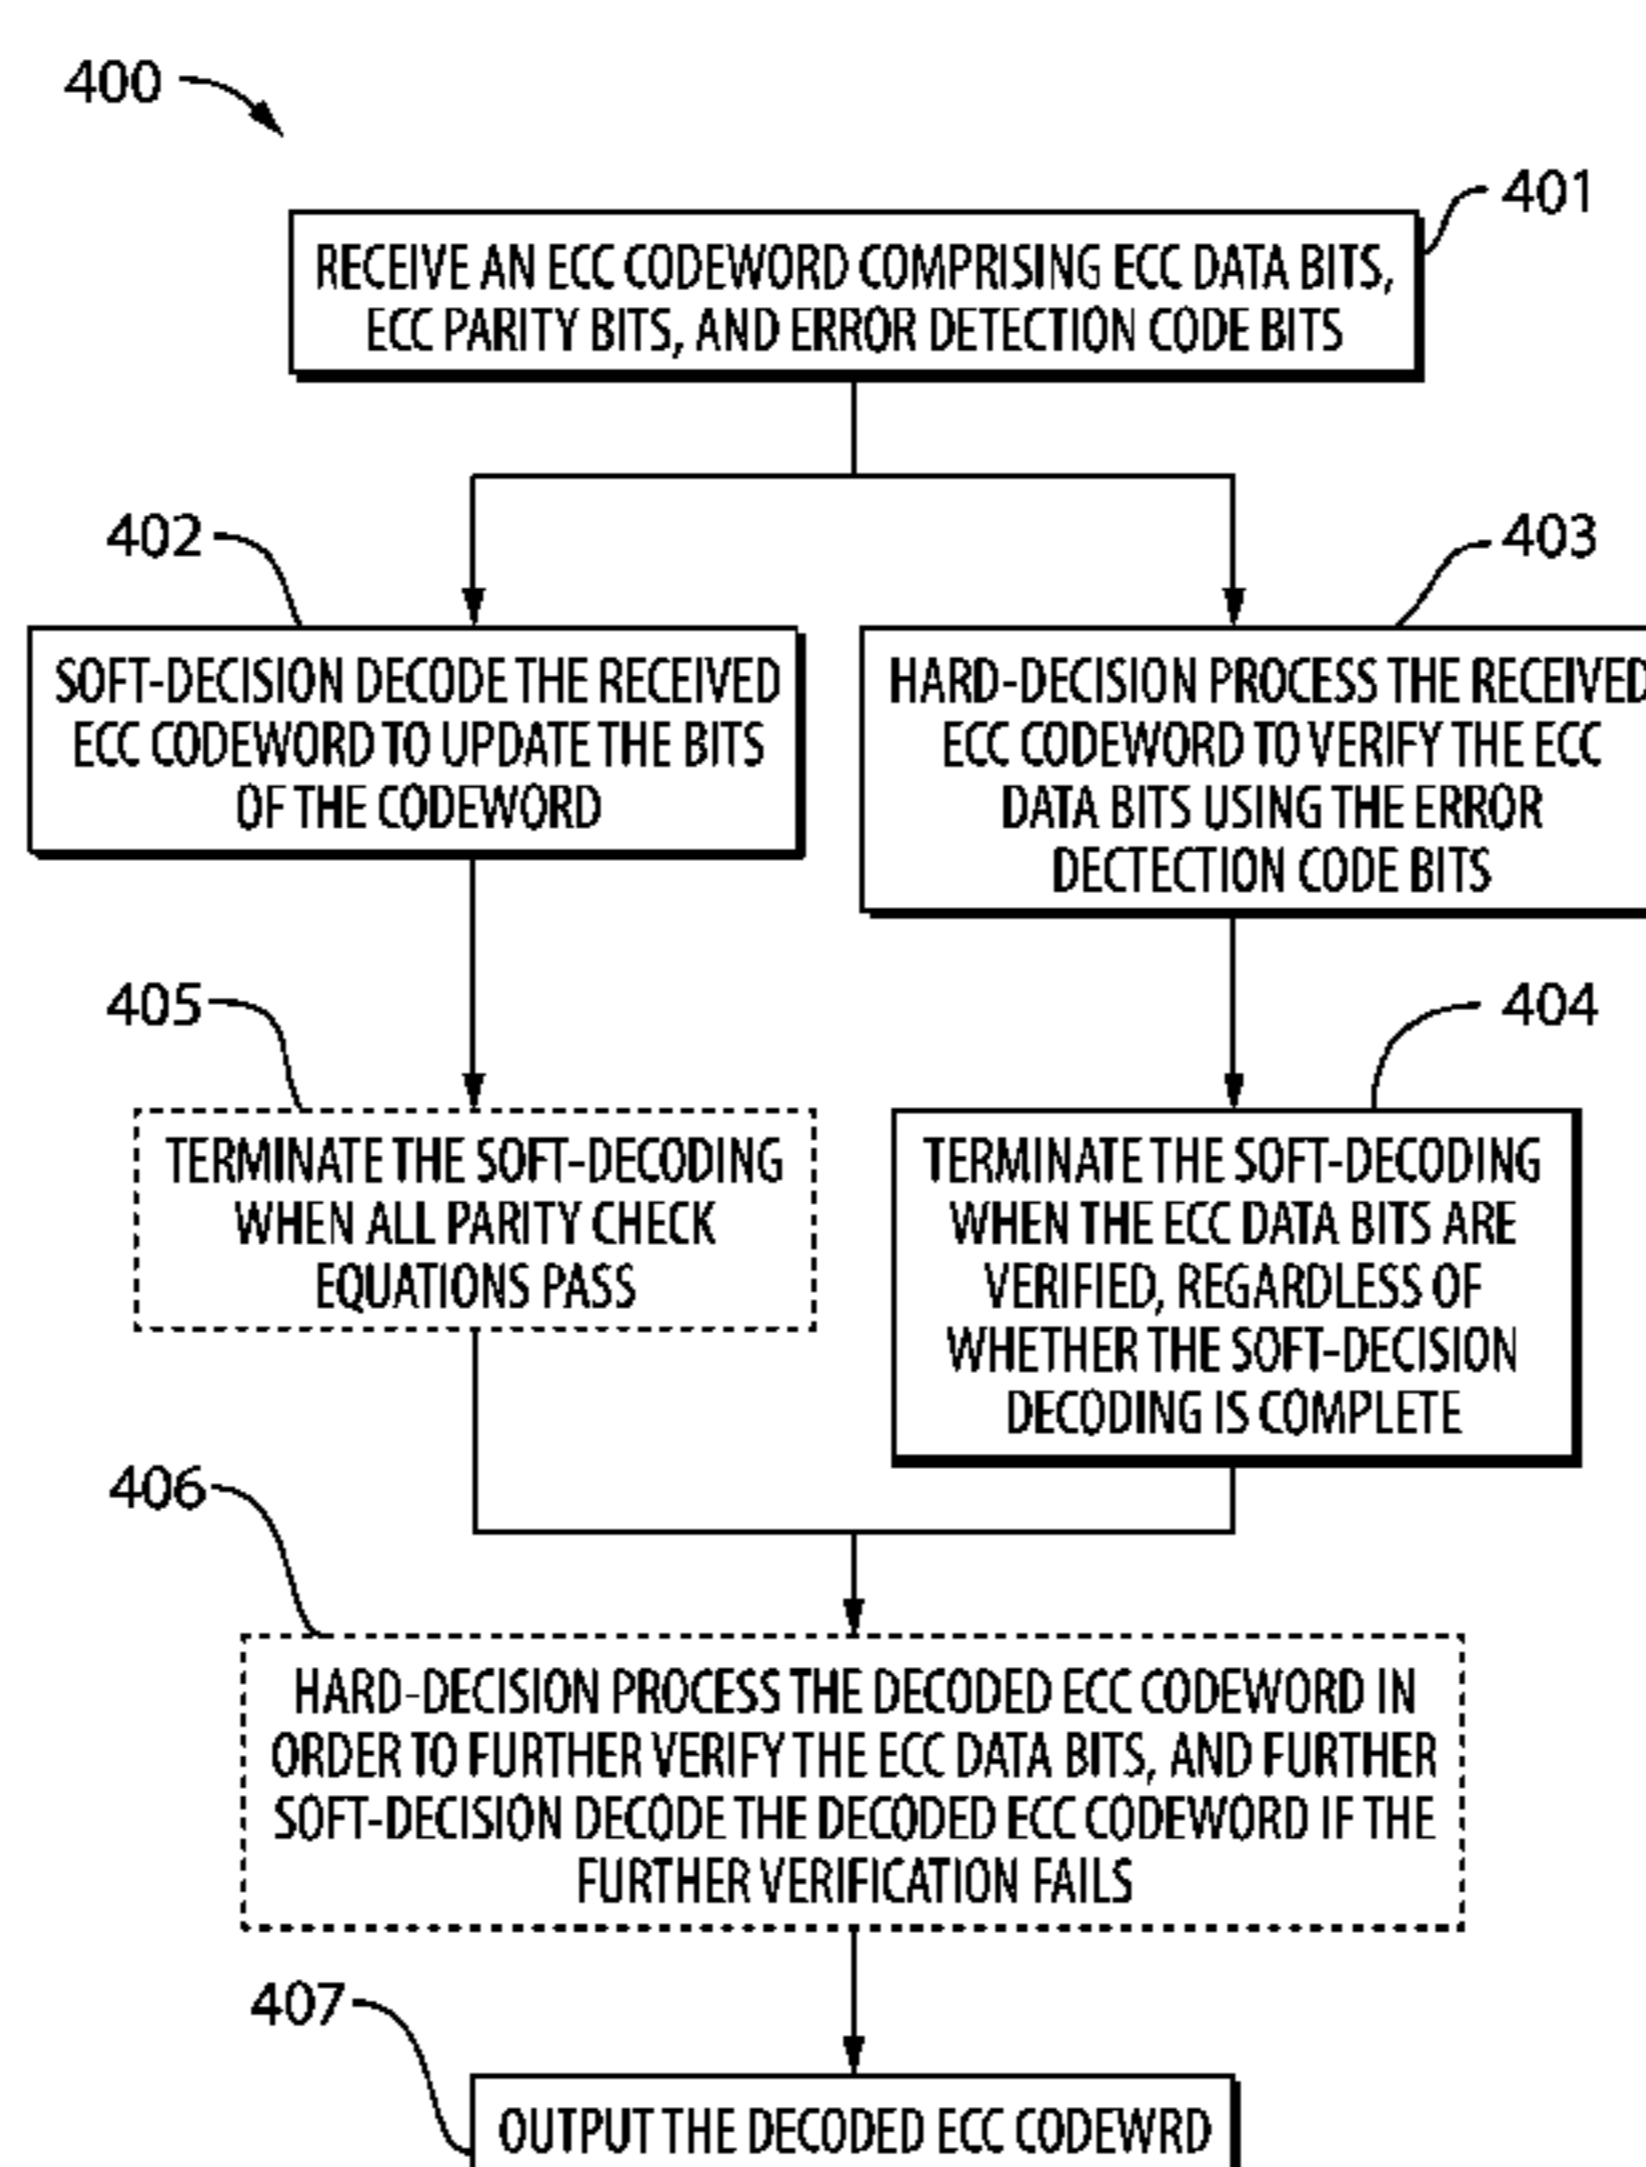 400
401
RECEIVE AN ECC CODEWORD COMPRISING ECC DATA BITS,
ECC PARITY BITS, AND ERROR DETECTION CODE BITS
402
403
SOFT-DECISION DECODE THE RECEIVED
ECC CODEWORD TO UPDATE THE BITS
OF THE CODEWORD
HARD-DECISION PROCESS THE RECEIVED
ECC CODEWORD TO VERIFY THE ECC
DATA BITS USING THE ERROR
DECTECTION CODE BITS
405
404
TERMINATE THE SOFT-DECODING
WHEN ALL PARITY CHECK
EQUATIONS PASS
TERMINATE THE SOFT-DECODING
WHEN THE ECC DATA BITS ARE
VERIFIED, REGARDLESS OF
WHETHER THE SOFT-DECISION
DECODING IS COMPLETE
406
HARD-DECISION PROCESS THE DECODED ECC CODEWORD IN
ORDER TO FURTHER VERIFY THE ECC DATA BITS, AND FURTHER
SOFT-DECISION DECODE THE DECODED ECC CODEWORD IF THE
FURTHER VERIFICATION FAILS
407
OUTPUT THE DECODED ECC CODEWRD